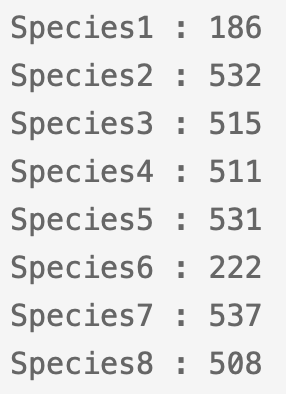 Species1 : 186
Species2 : 532
Species3 : 515
Species4 : 511
Species5 : 531
Species6 : 222
Species7 : 537
Species8 : 508